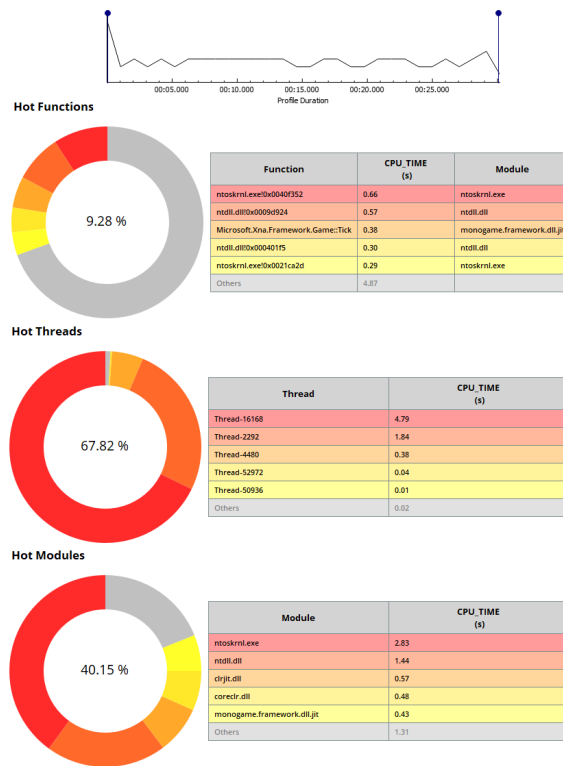 00:05.000 00:10.000 00:15.000 00:20.000 00:25.000
Profile Duration
Hot Functions
9.28 %
Function CPU_TIME (s) Module
ntoskrnl.exe!0x0040f352 0.66 ntoskrnl.exe
ntdll.dll!0x0009d924 0.57 ntdll.dll
Microsoft.Xna.Framework.Game::Tick 0.38 monogame.framework.dll.jit
ntdll.dll!0x000401f5 0.30 ntdll.dll
ntoskrnl.exe!0x0021ca2d 0.29 ntoskrnl.exe
Others 4.87
Hot Threads
67.82 %
Thread CPU_TIME (s)
Thread-16168 4.79
Thread-2292 1.84
Thread-4480 0.38
Thread-52972 0.04
Thread-50936 0.01
Others 0.02
Hot Modules
40.15 %
Module CPU_TIME (s)
ntoskrnl.exe 2.83
ntdll.dll 1.44
clrjit.dll 0.57
coreclr.dll 0.48
monogame.framework.dll.jit 0.43
Others 1.31